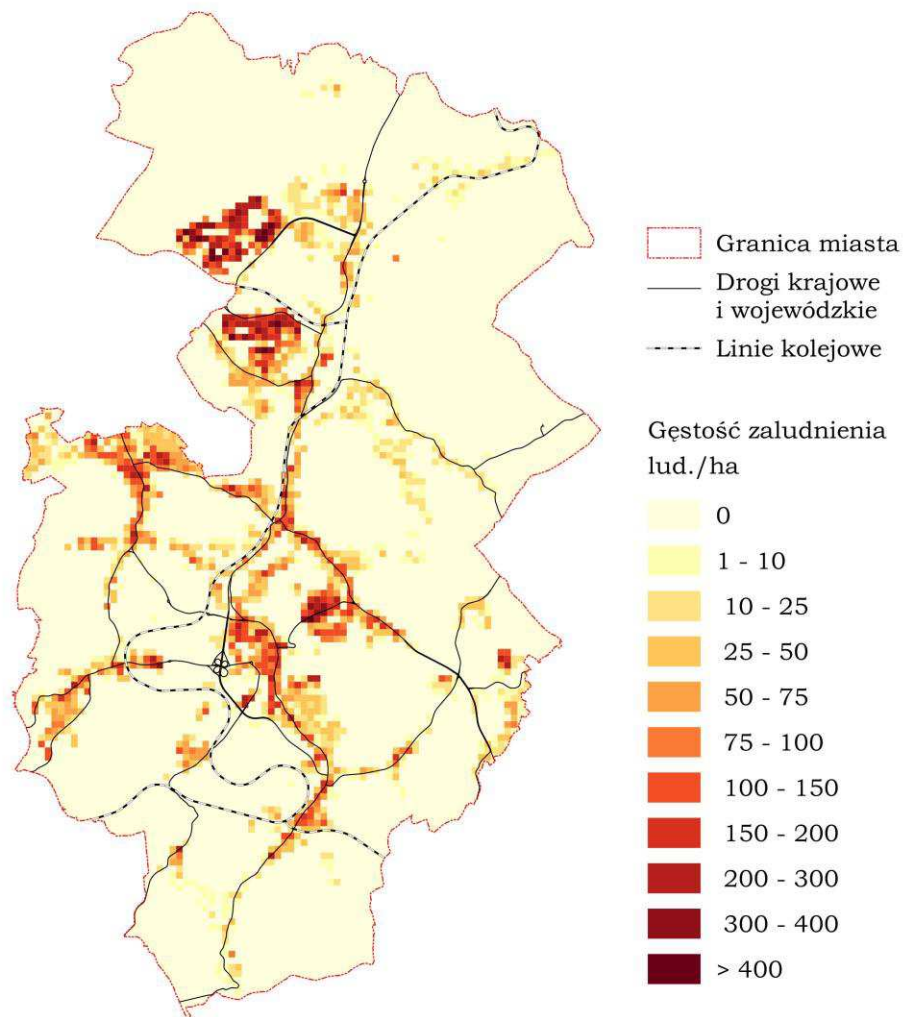 Granica miasta
Drogi krajowe
i wojewódzkie
Linie kolejowe
Gęstość zaludnienia
lud./ha
0
1 - 10
10 - 25
25 - 50
50 - 75
75 - 100
100 - 150
150 - 200
200 - 300
300 - 400
> 400